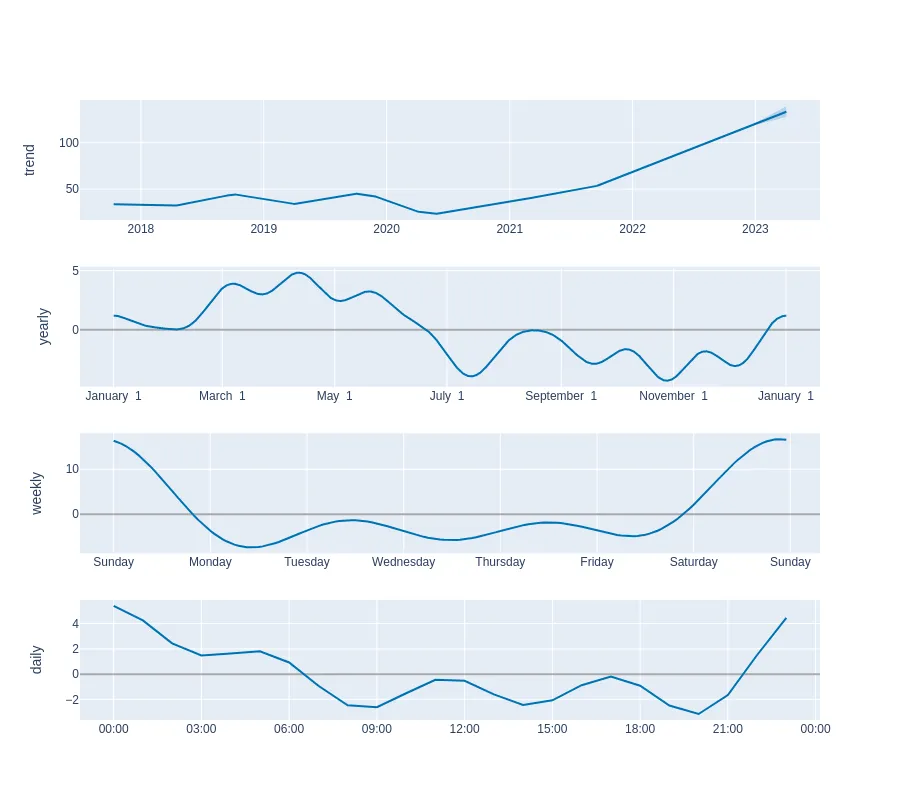 trend
100
50
2018 2019 2020 2021 2022 2023
yearly
5
0
January 1 March 1 May 1 July 1 September 1 November 1 January 1
weekly
10
0
Sunday Monday Tuesday Wednesday Thursday Friday Saturday Sunday
daily
4
2
0
−2
00:00 03:00 06:00 09:00 12:00 15:00 18:00 21:00 00:00